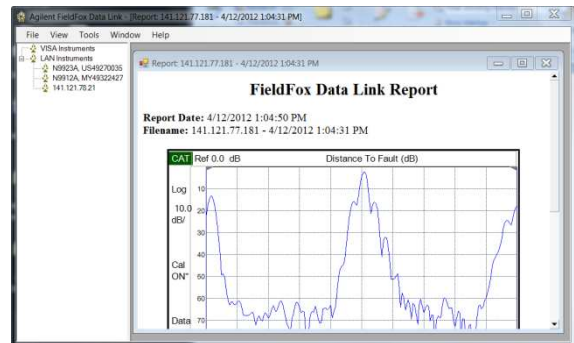 Agilent FieldFox Data Link - [Report: 141.121.77.181 - 4/12/2012 1:04:31 PM]
File View Tools Window Help
VISA Instruments
LAN Instruments
N9923A, US49270035
N9912A, MY49322427
141.121.78.21
Report: 141.121.77.181 - 4/12/2012 1:04:31 PM
FieldFox Data Link Report
Report Date: 4/12/2012 1:04:50 PM
Filename: 141.121.77.181 - 4/12/2012 1:04:31 PM
CAT Ref 0.0 dB Distance To Fault (dB)
Log 10
10.0 20
dB/
30
40
Cal
ON" 50
60
Data 70